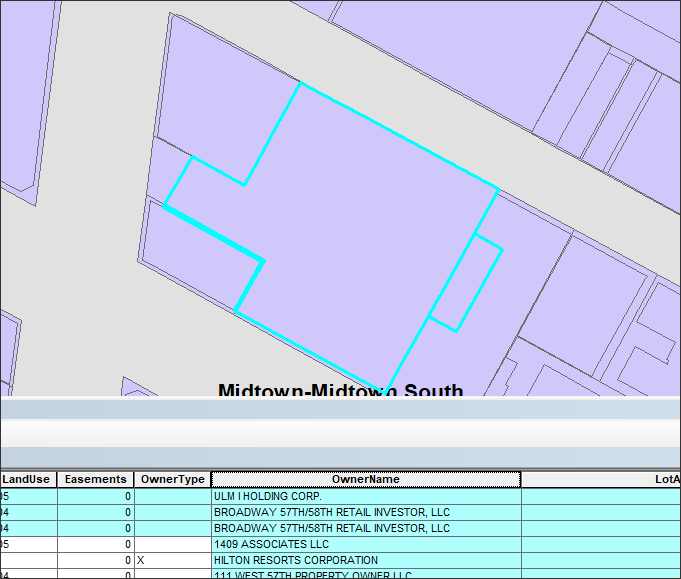 Midtown-Midtown South
LandUse Easements OwnerType OwnerName LotA
05 0 ULM I HOLDING CORP.
04 0 BROADWAY 57TH/58TH RETAIL INVESTOR, LLC
04 0 BROADWAY 57TH/58TH RETAIL INVESTOR, LLC
05 0 1409 ASSOCIATES LLC
0 X HILTON RESORTS CORPORATION
04 0 111 WEST 57TH PROPERTY OWNER LLC